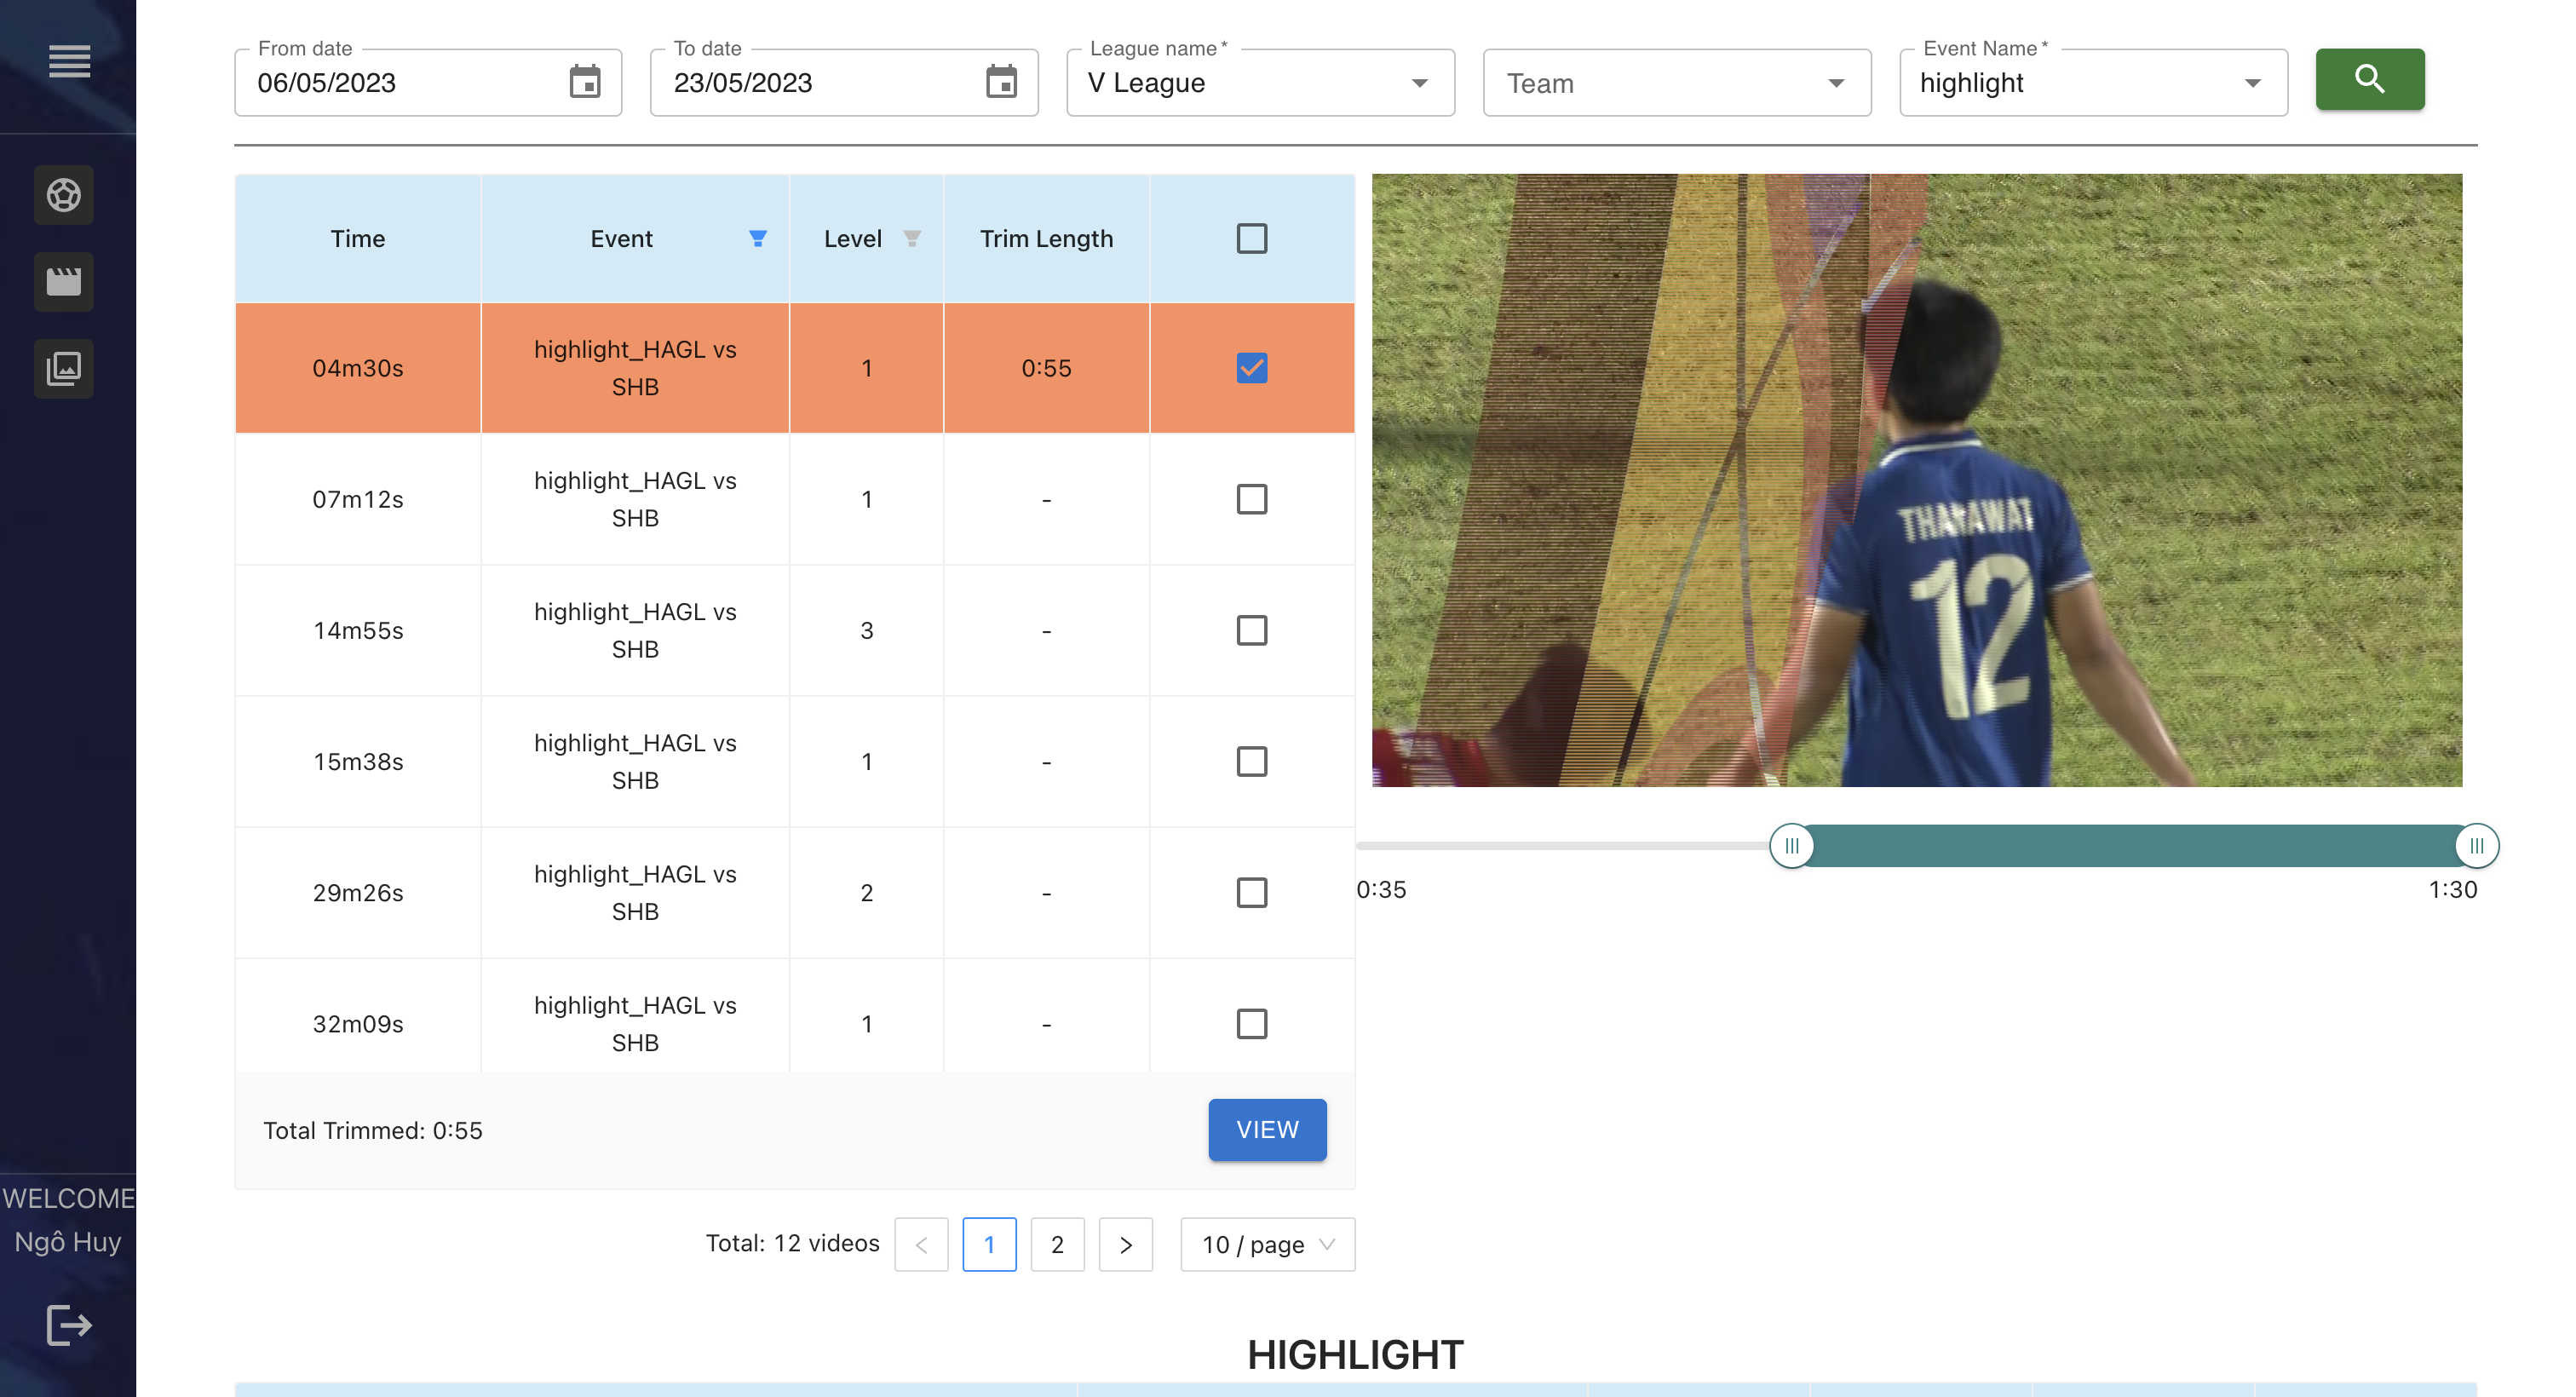 From date
06/05/2023
To date
23/05/2023
League name *
V League
Team
Event Name *
highlight
Time Event Level Trim Length
04m30s highlight_HAGL vs SHB 1 0:55
07m12s highlight_HAGL vs SHB 1 -
14m55s highlight_HAGL vs SHB 3 -
15m38s highlight_HAGL vs SHB 1 -
29m26s highlight_HAGL vs SHB 2 -
32m09s highlight_HAGL vs SHB 1 -
Total Trimmed: 0:55
VIEW
Total: 12 videos < 1 2 > 10 / page
THARAWAT
12
0:35 1:30
WELCOME
Ngô Huy
HIGHLIGHT